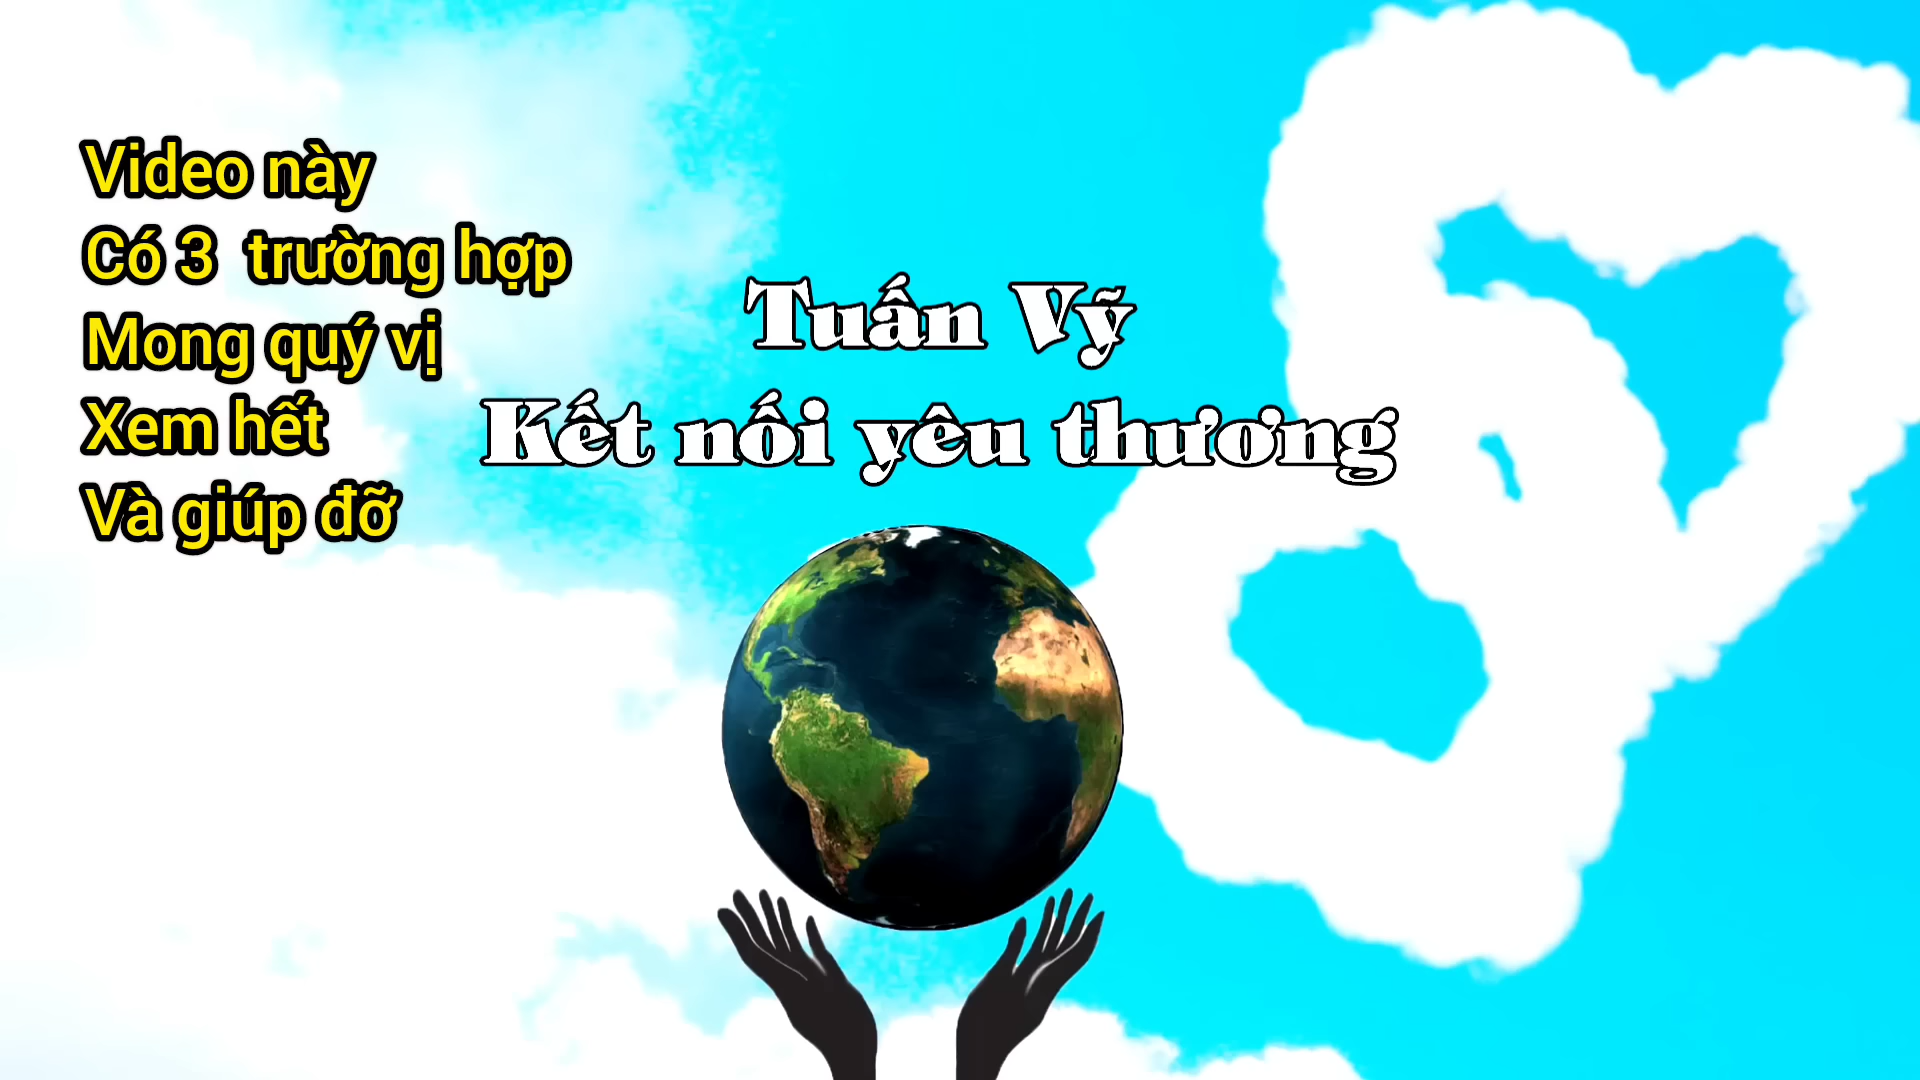 Video này
Có 3 trường hợp
Mong quý vị
Xem hết
Và giúp đỡ
Tuấn Vỹ
Kết nối yêu thương